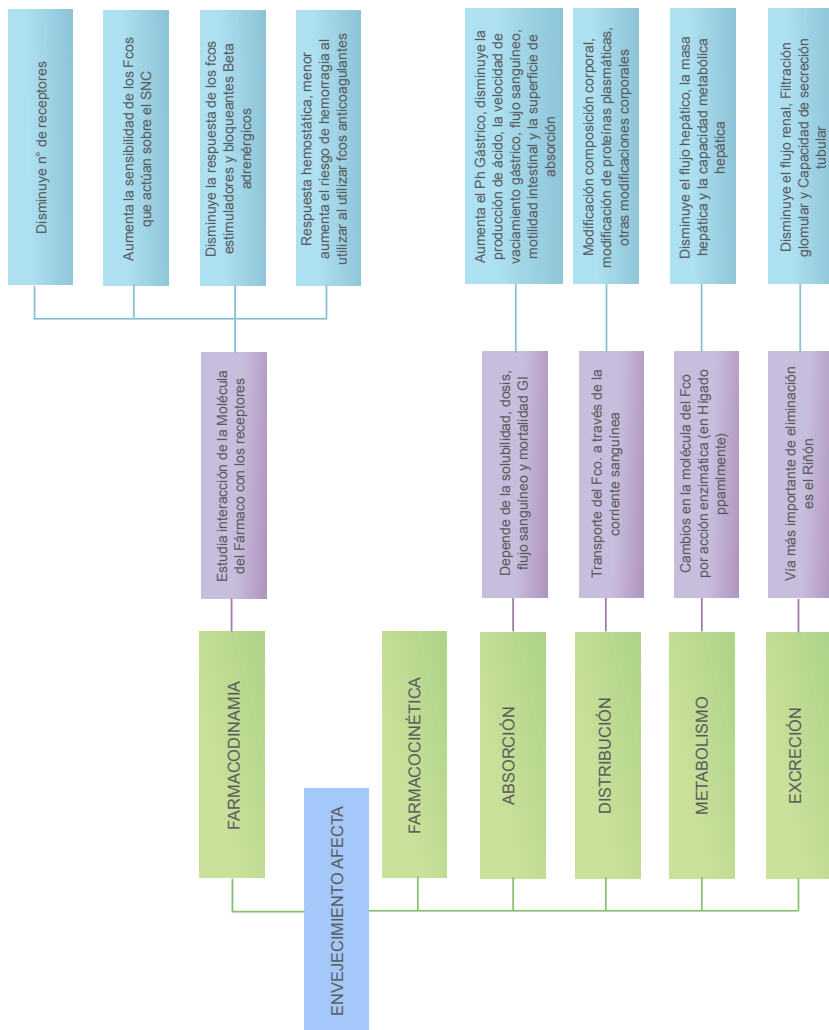 ENVEJECIMIENTO AFECTA
FARMACODINAMIA
Estudia interacción de la Molécula
del Fármaco con los receptores
Disminuye n° de receptores
Aumenta la sensibilidad de los Fcos
que actúan sobre el SNC
Disminuye la respuesta de los fcos
estimuladores y bloqueantes Beta
adrenérgicos
Respuesta hemostática, menor
aumenta el riesgo de hemorragia al
utilizar al utilizar fcos anticoagulantes
FARMACOCINÉTICA
ABSORCIÓN
Depende de la solubilidad, dosis,
flujo sanguíneo y mortalidad GI
Aumenta el Ph Gástrico, disminuye la
producción de ácido, la velocidad de
vaciamiento gástrico, flujo sanguíneo,
motilidad intestinal y la superficie de
absorción
DISTRIBUCIÓN
Transporte del Fco. a través de la
corriente sanguínea
Modificación composición corporal,
modificación de proteínas plasmáticas,
otras modificaciones corporales
METABOLISMO
Cambios en la molécula del Fco
por acción enzimática (en Hígado
ppamlmente)
Disminuye el flujo hepático, la masa
hepática y la capacidad metabólica
hepática
EXCRECIÓN
Vía más importante de eliminación
es el Riñón
Disminuye el flujo renal, Filtración
glomular y Capacidad de secreción
tubular